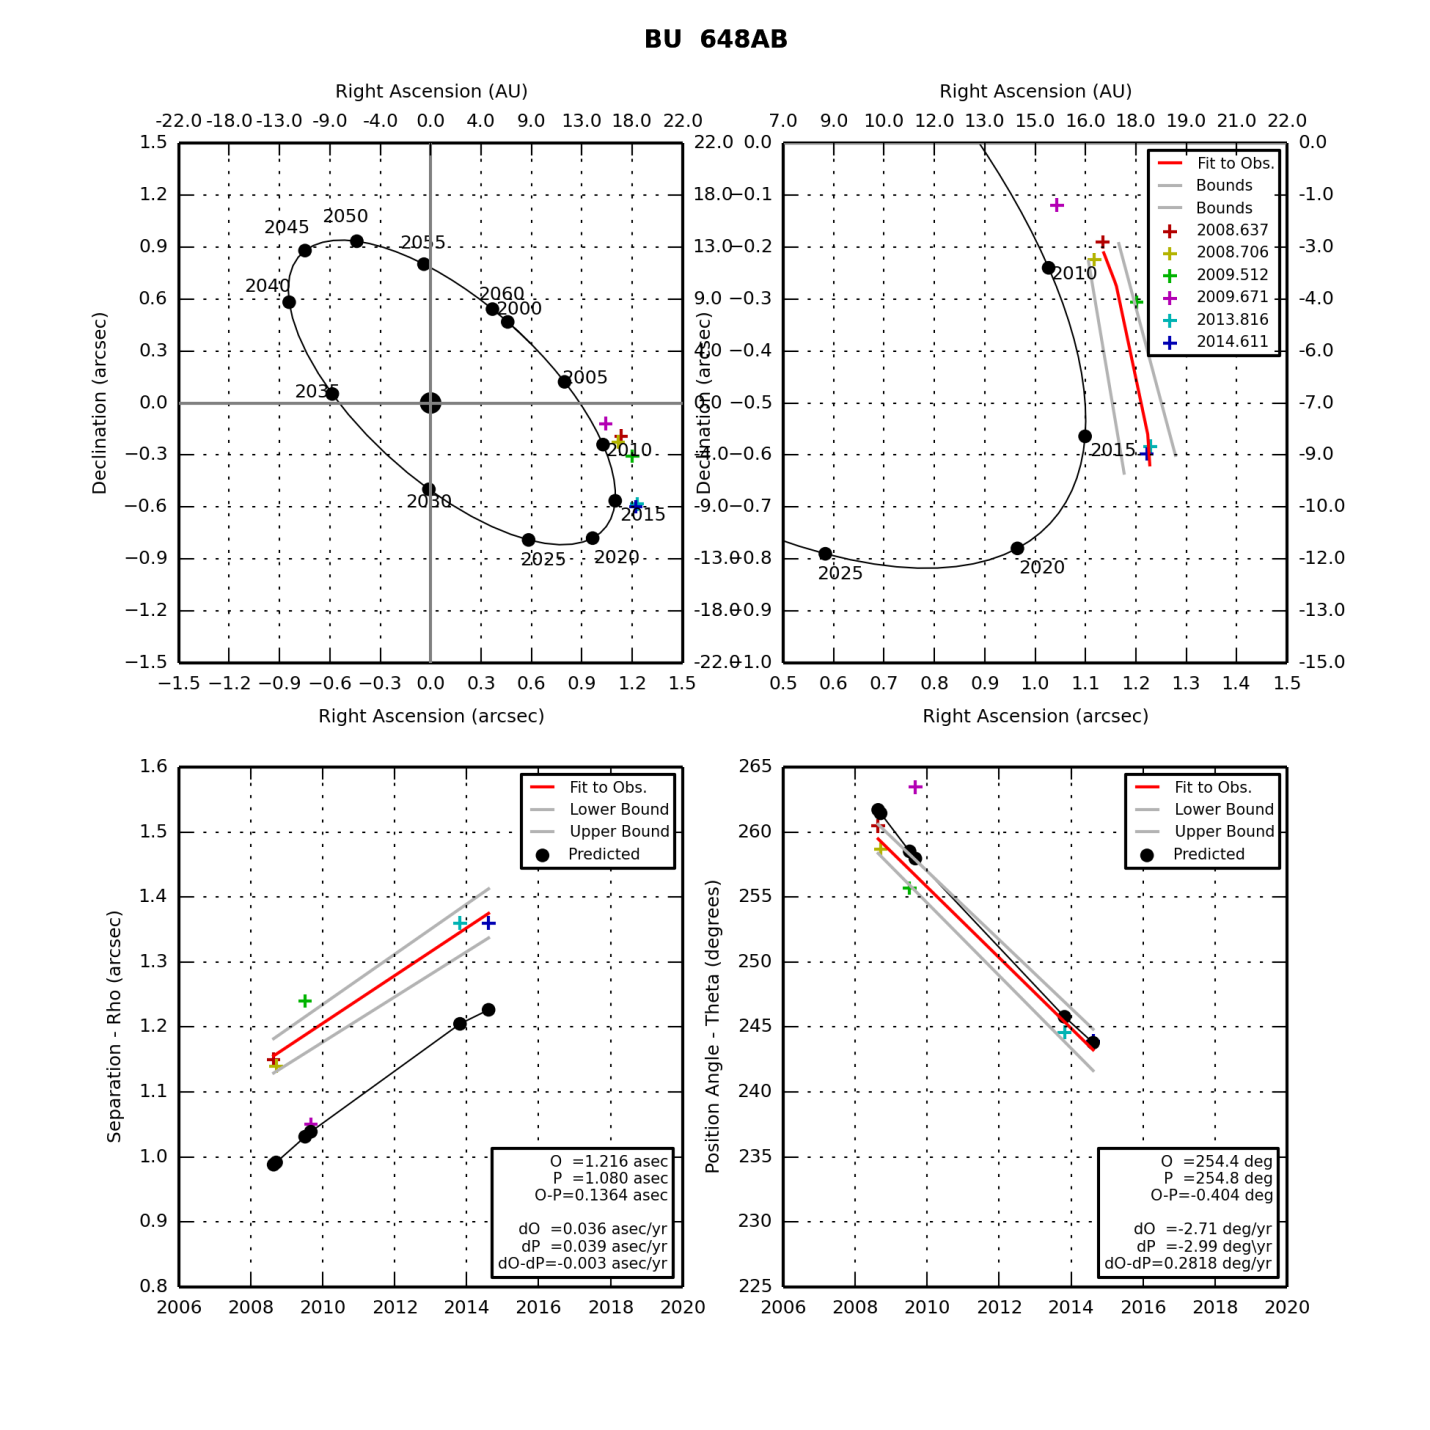 BU  648AB
Right Ascension (AU)
-22.0 -18.0 -13.0 -9.0 -4.0 0.0 4.0 9.0 13.0 18.0 22.0
1.5
1.2
0.9
0.6
0.3
0.0
−0.3
−0.6
−0.9
−1.2
−1.5
Declination (arcsec)
2045
2050
2055
2040
2060
2000
2005
2035
2010
2030
2015
2025
2020
22.0
18.0
13.0
9.0
4.0
0.0
-4.0
-9.0
-13.0
-18.0
-22.0
−1.5 −1.2 −0.9 −0.6 −0.3 0.0 0.3 0.6 0.9 1.2 1.5
Right Ascension (arcsec)
Right Ascension (AU)
7.0 9.0 10.0 12.0 13.0 15.0 16.0 18.0 19.0 21.0 22.0
0.0
−0.1
−0.2
−0.3
−0.4
−0.5
−0.6
−0.7
−0.8
−0.9
−1.0
Declination (arcsec)
Fit to Obs.
Bounds
Bounds
2008.637
2008.706
2009.512
2009.671
2013.816
2014.611
2010
2015
2020
2025
0.0
-1.0
-3.0
-4.0
-6.0
-7.0
-9.0
-10.0
-12.0
-13.0
-15.0
0.5 0.6 0.7 0.8 0.9 1.0 1.1 1.2 1.3 1.4 1.5
Right Ascension (arcsec)
1.6
1.5
1.4
1.3
1.2
1.1
1.0
0.9
0.8
Separation - Rho (arcsec)
Fit to Obs.
Lower Bound
Upper Bound
Predicted
O  =1.216 asec
P  =1.080 asec
O-P=0.1364 asec
dO  =0.036 asec/yr
dP  =0.039 asec/yr
dO-dP=-0.003 asec/yr
2006 2008 2010 2012 2014 2016 2018 2020
265
260
255
250
245
240
235
230
225
Position Angle - Theta (degrees)
Fit to Obs.
Lower Bound
Upper Bound
Predicted
O  =254.4 deg
P  =254.8 deg
O-P=-0.404 deg
dO  =-2.71 deg/yr
dP  =-2.99 deg\yr
dO-dP=0.2818 deg/yr
2006 2008 2010 2012 2014 2016 2018 2020